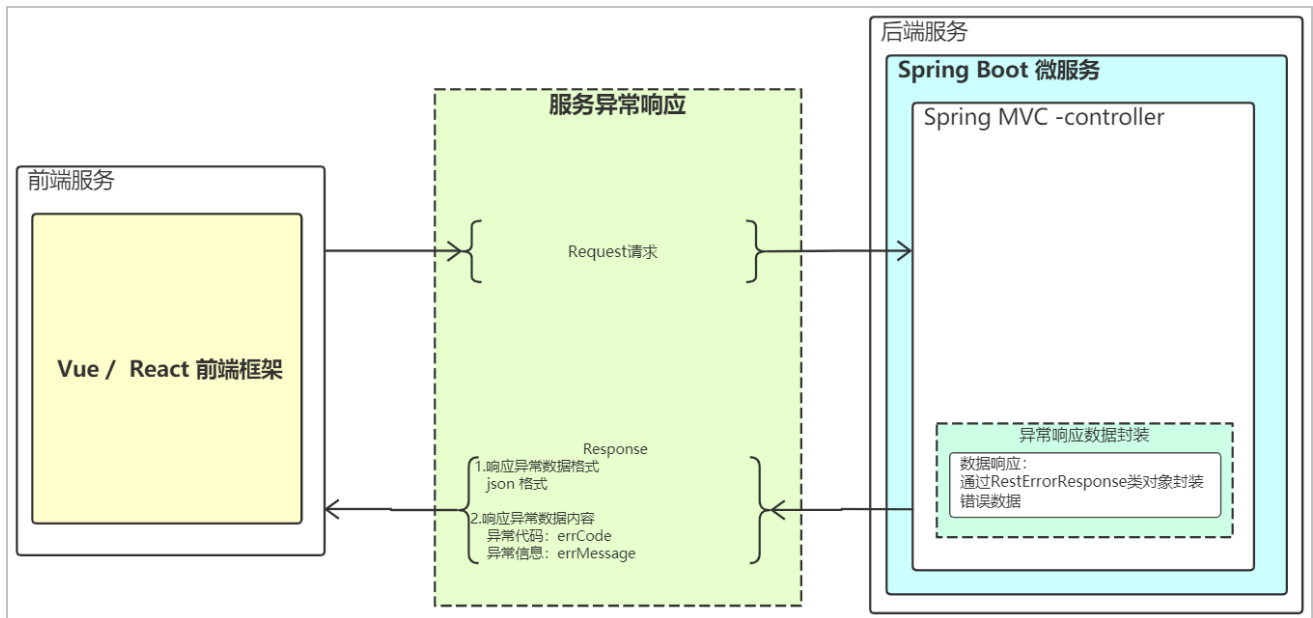 前端服务
Vue /  React 前端框架
服务异常响应
Request请求
Response
1.响应异常数据格式
json 格式
2.响应异常数据内容
异常代码：errCode
异常信息：errMessage
后端服务
Spring Boot 微服务
Spring MVC -controller
异常响应数据封装
数据响应：
通过RestErrorResponse类对象封装
错误数据